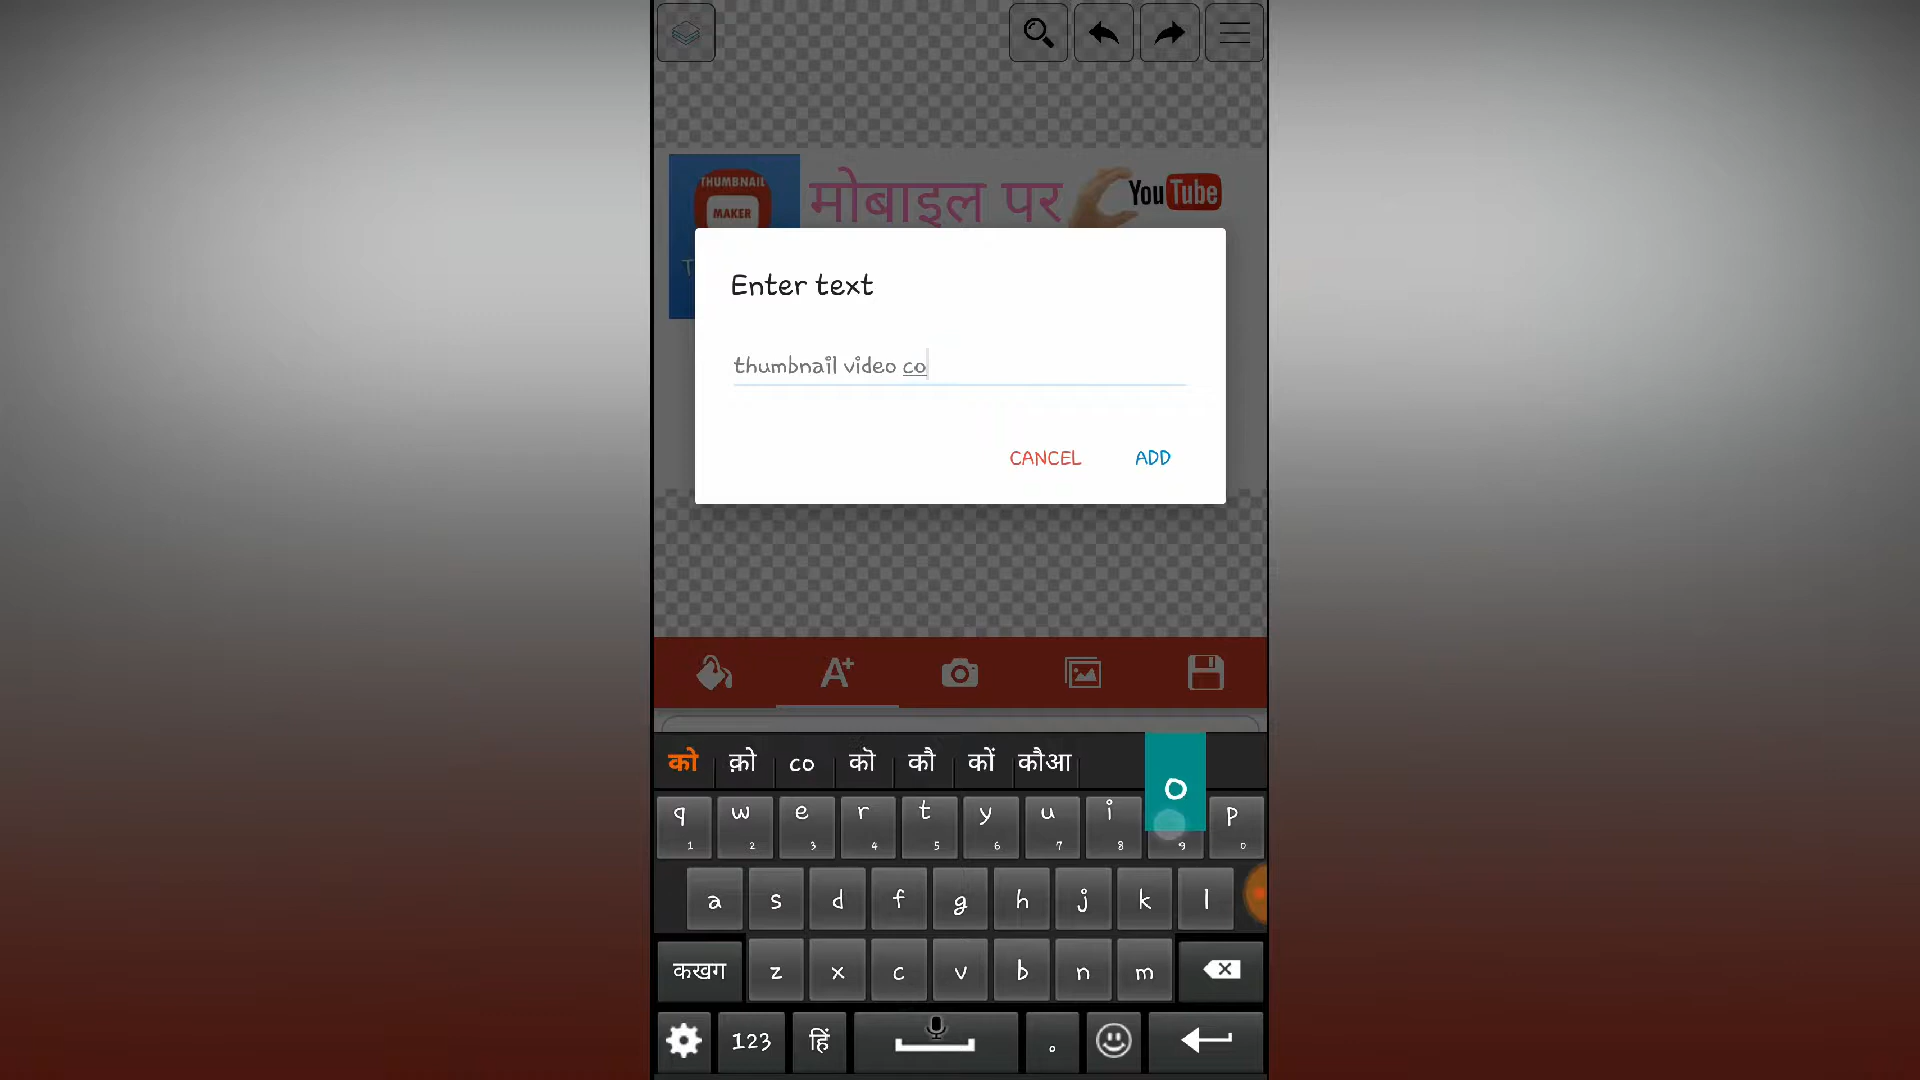 THUMBNAIL
MAKER
मोबाइल पर
YouTube
T
Enter text
thumbnail video co
CANCEL ADD
A+
को क़ो co कॊ कौ कों कौआ
o
q w e r t y u i p
1 2 3 4 5 6 7 8 9 0
a s d f g h j k l
कखग z x c v b n m
123 हिं .